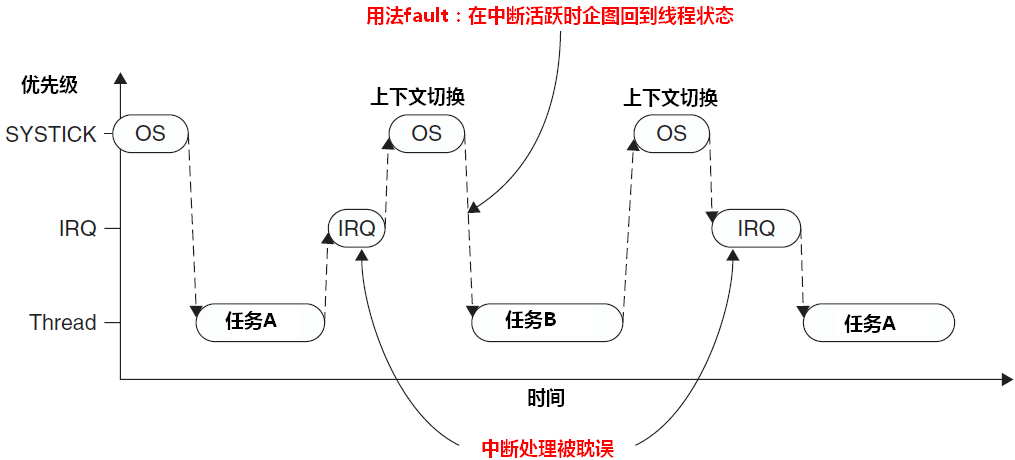 用法fault：在中断活跃时企图回到线程状态
优先级
上下文切换
上下文切换
SYSTICK
OS
OS
OS
IRQ
IRQ
IRQ
Thread
任务A
任务B
任务A
时间
中断处理被耽误